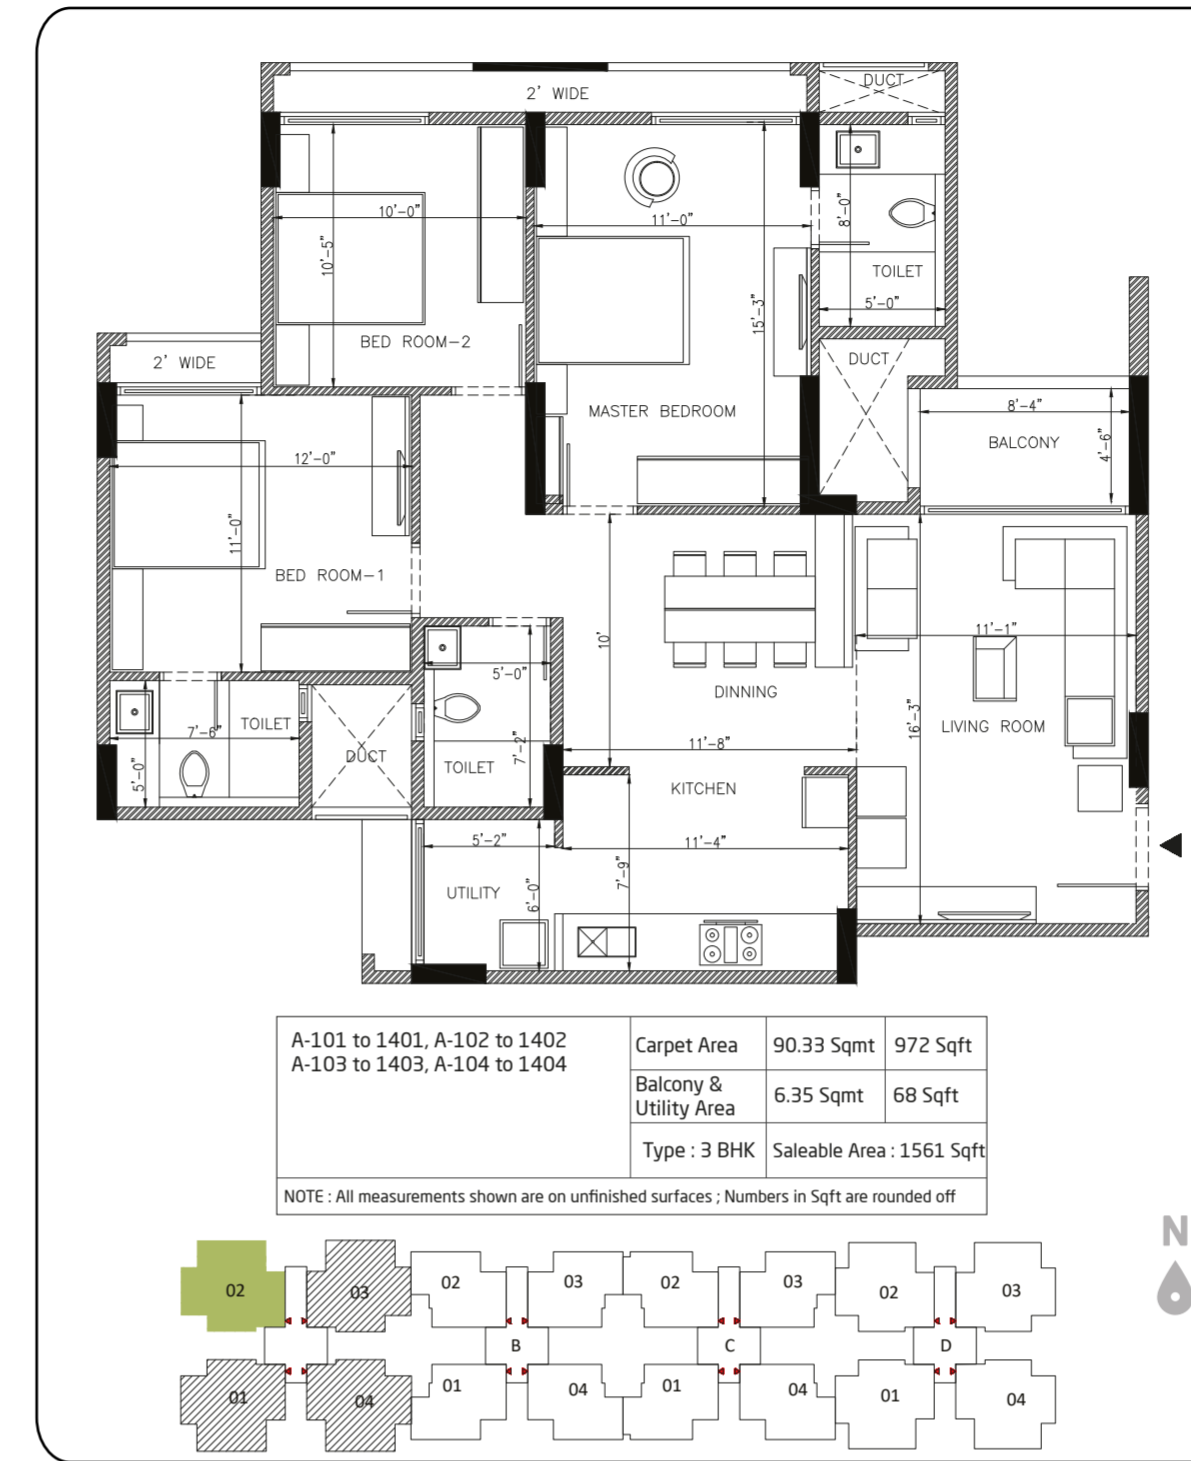 DUCT
2' WIDE
10'-0"
11'-0"
8'-0"
10'-5"
TOILET
15'-3"
5'-0"
BED ROOM-2
2' WIDE
DUCT
MASTER BEDROOM
8'-4"
BALCONY
4'-6"
12'-0"
11'-0"
BED ROOM-1
11'-1"
10'
5'-0"
DINNING
16'-3"
LIVING ROOM
TOILET
7'-6"
5'-0"
DUCT
TOILET
7'-2"
11'-8"
KITCHEN
5'-2"
11'-4"
7'-9"
UTILITY
6'-0"
A-101 to 1401, A-102 to 1402
A-103 to 1403, A-104 to 1404
Carpet Area 90.33 Sqmt 972 Sqft
Balcony &
Utility Area 6.35 Sqmt 68 Sqft
Type : 3 BHK Saleable Area : 1561 Sqft
NOTE : All measurements shown are on unfinished surfaces ; Numbers in Sqft are rounded off
N
02 03 02 03 02 03 02 03
B C D
01 04 01 04 01 04 01 04